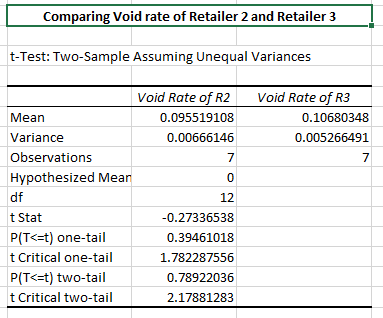 Comparing Void rate of Retailer 2 and Retailer 3
t-Test: Two-Sample Assuming Unequal Variances
Void Rate of R2 Void Rate of R3
Mean 0.095519108 0.10680348
Variance 0.00666146 0.005266491
Observations 7 7
Hypothesized Mean 0
df 12
t Stat -0.27336538
P(T<=t) one-tail 0.39461018
t Critical one-tail 1.782287556
P(T<=t) two-tail 0.78922036
t Critical two-tail 2.17881283